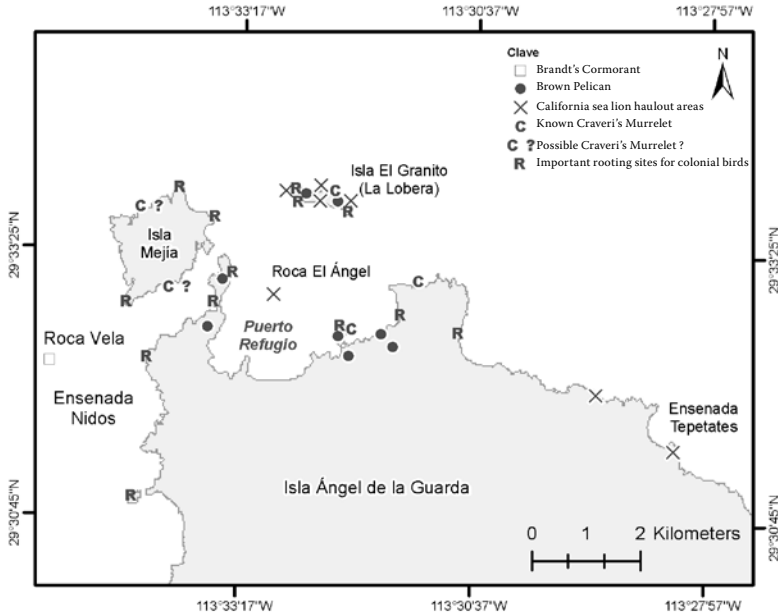 113°33'17"W
113°30'37"W
113°27'57"W
Clave
Brandt's Cormorant
Brown Pelican
California sea lion haulout areas
C Known Craveri's Murrelet
C ? Possible Craveri's Murrelet ?
R Important rooting sites for colonial birds
N
29°33'25"N
29°33'25"N
Isla El Granito
(La Lobera)
R
R
C
R
R
C ?
R
R
Isla
Mejía
C ?
R
R
R
Roca El Ángel
C
Puerto
Refugio
R C
R
R
Roca Vela
R
Ensenada
Nidos
Ensenada
Tepetates
R
Isla Ángel de la Guarda
29°30'45"N
29°30'45"N
0 1 2 Kilometers
113°33'17"W
113°30'37"W
113°27'57"W